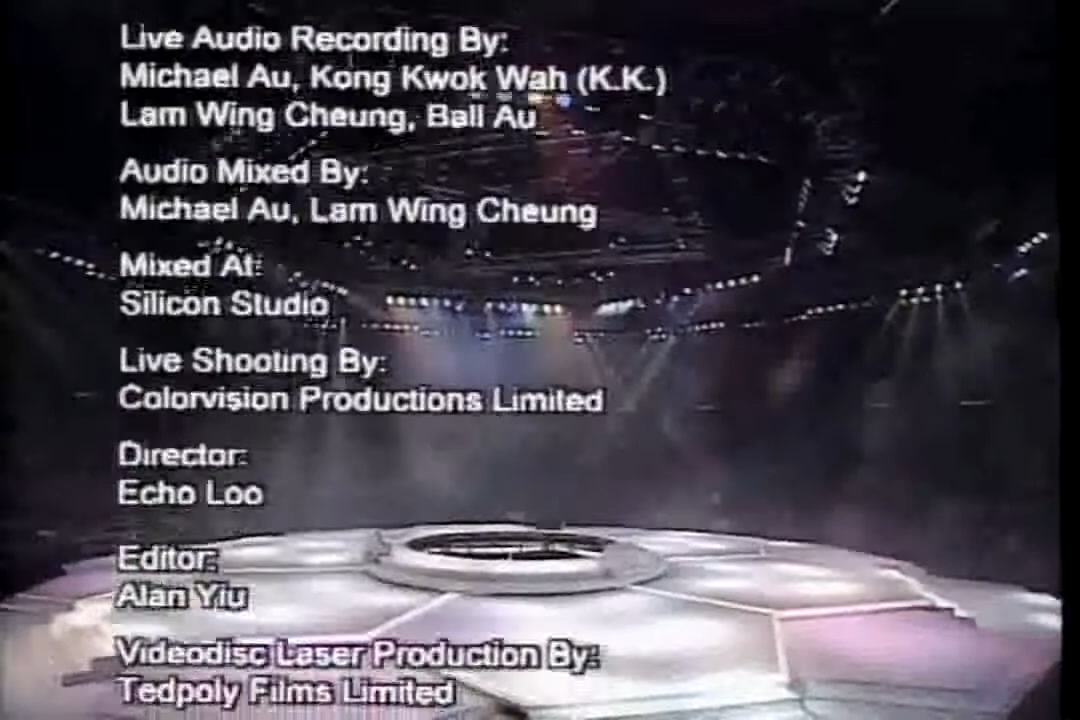 Live Audio Recording By:
Michael Au, Kong Kwok Wah (K.K.)
Lam Wing Cheung, Ball Au
Audio Mixed By:
Michael Au, Lam Wing Cheung
Mixed At:
Silicon Studio
Live Shooting By:
Colorvision Productions Limited
Director:
Echo Loo
Editor:
Alan Yiu
Videodisc Laser Production By:
Tedpoly Films Limited